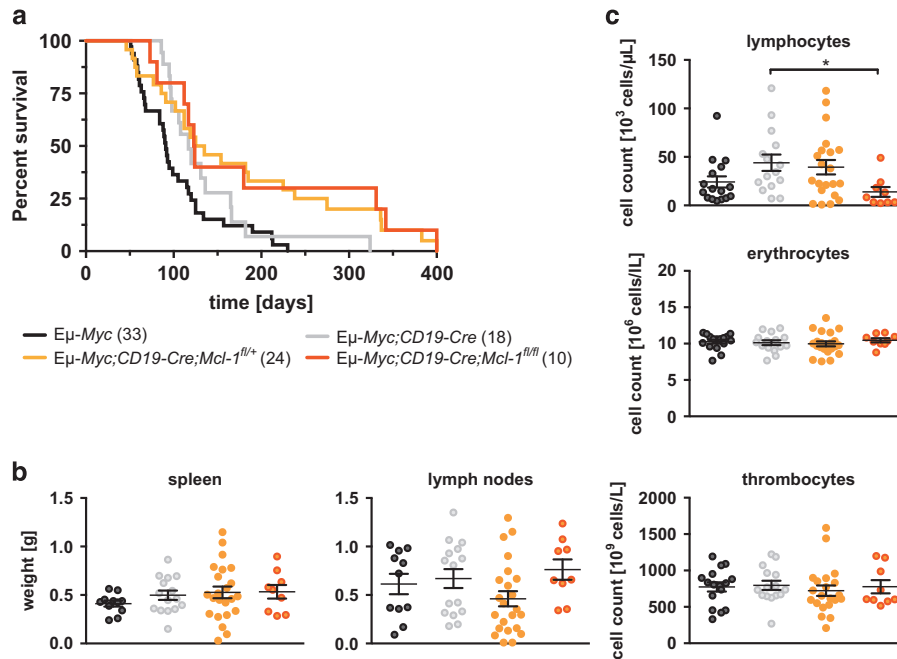 a
100
75
50
25
0
Percent survival
0 100 200 300 400
time [days]
Eµ-Myc (33)
Eµ-Myc;CD19-Cre (18)
Eµ-Myc;CD19-Cre;Mcl-1fl/+ (24)
Eµ-Myc;CD19-Cre;Mcl-1fl/fl (10)
b
spleen
1.5
1.0
0.5
0.0
weight [g]
lymph nodes
1.5
1.0
0.5
0.0
c
lymphocytes
*
150
100
50
0
cell count [10³ cells/µL]
erythrocytes
20
15
10
5
0
cell count [10⁶ cells/lL]
thrombocytes
2000
1500
1000
500
0
cell count [10⁹ cells/L]